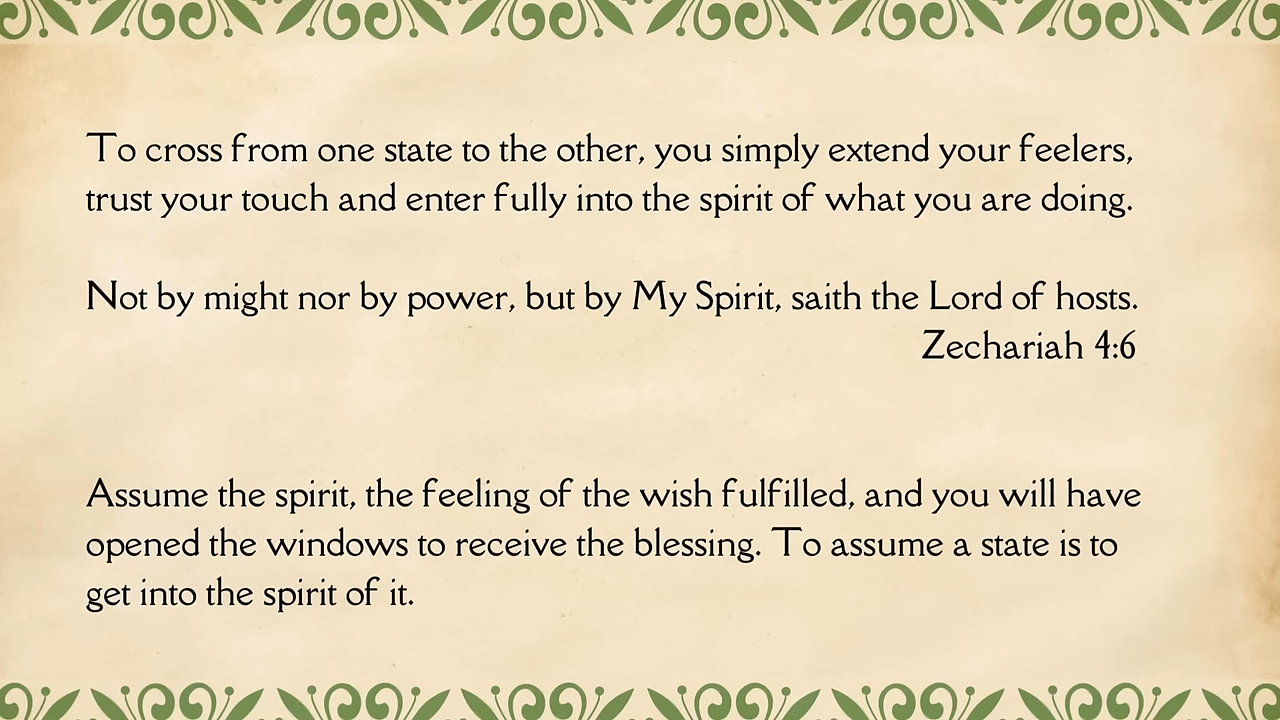 To cross from one state to the other, you simply extend your feelers,
trust your touch and enter fully into the spirit of what you are doing.
Not by might nor by power, but by My Spirit, saith the Lord of hosts.
Zechariah 4:6
Assume the spirit, the feeling of the wish fulfilled, and you will have
opened the windows to receive the blessing. To assume a state is to
get into the spirit of it.